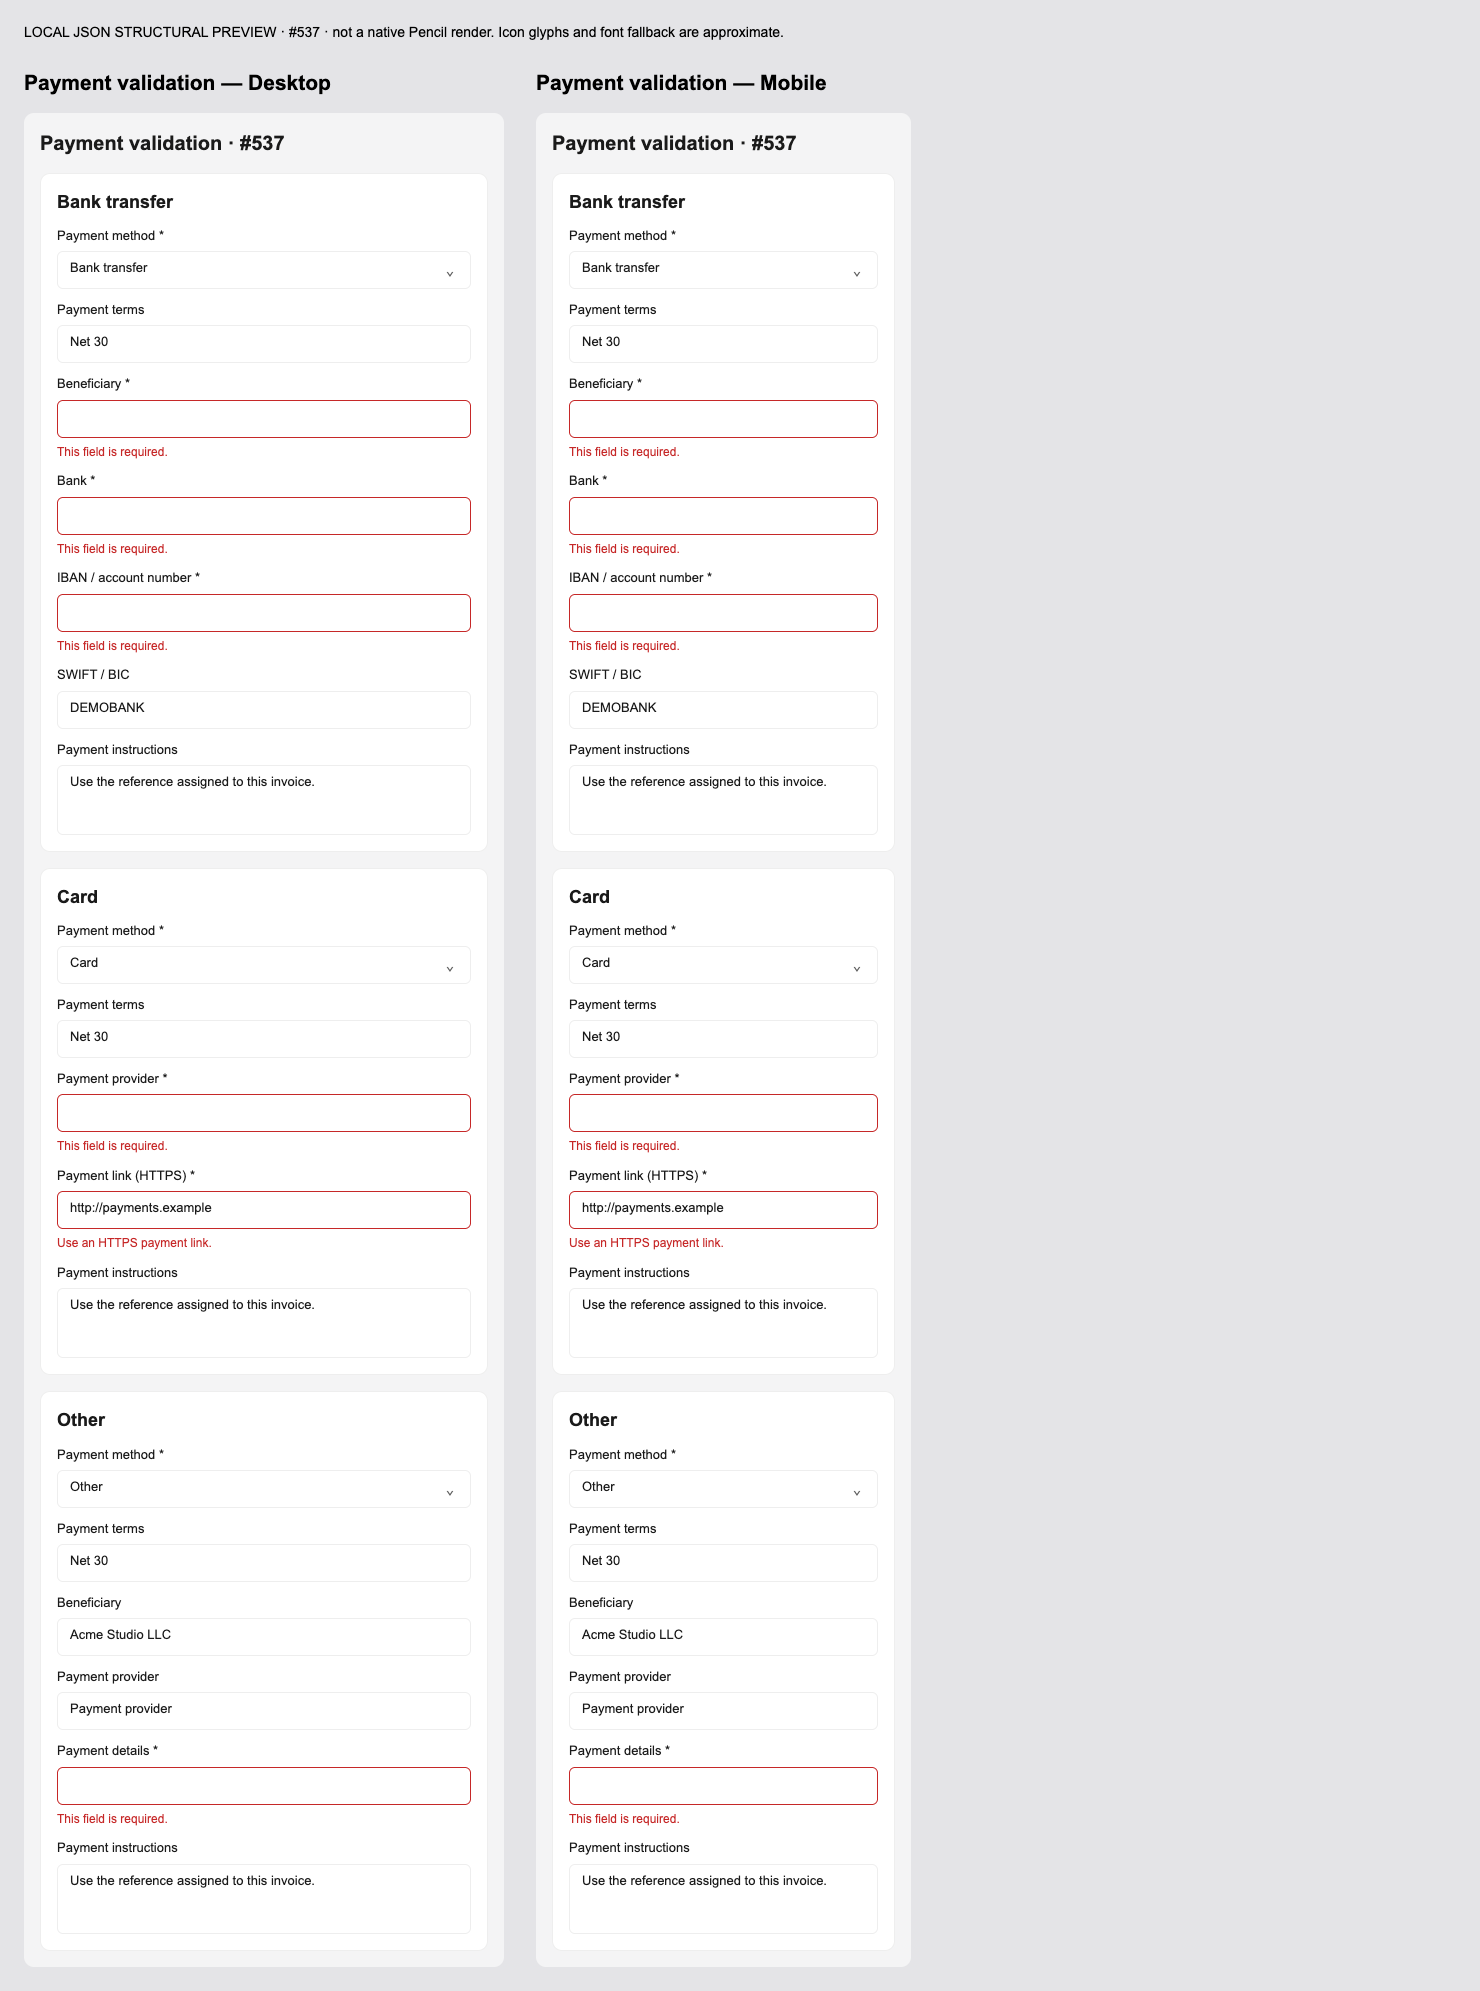 LOCAL JSON STRUCTURAL PREVIEW · #537 · not a native Pencil render. Icon glyphs and font fallback are approximate.
Payment validation — Desktop
Payment validation · #537
Bank transfer
Payment method *
Bank transfer
Payment terms
Net 30
Beneficiary *
This field is required.
Bank *
This field is required.
IBAN / account number *
This field is required.
SWIFT / BIC
DEMOBANK
Payment instructions
Use the reference assigned to this invoice.
Card
Payment method *
Card
Payment terms
Net 30
Payment provider *
This field is required.
Payment link (HTTPS) *
http://payments.example
Use an HTTPS payment link.
Payment instructions
Use the reference assigned to this invoice.
Other
Payment method *
Other
Payment terms
Net 30
Beneficiary
Acme Studio LLC
Payment provider
Payment provider
Payment details *
This field is required.
Payment instructions
Use the reference assigned to this invoice.
Payment validation — Mobile
Payment validation · #537
Bank transfer
Payment method *
Bank transfer
Payment terms
Net 30
Beneficiary *
This field is required.
Bank *
This field is required.
IBAN / account number *
This field is required.
SWIFT / BIC
DEMOBANK
Payment instructions
Use the reference assigned to this invoice.
Card
Payment method *
Card
Payment terms
Net 30
Payment provider *
This field is required.
Payment link (HTTPS) *
http://payments.example
Use an HTTPS payment link.
Payment instructions
Use the reference assigned to this invoice.
Other
Payment method *
Other
Payment terms
Net 30
Beneficiary
Acme Studio LLC
Payment provider
Payment provider
Payment details *
This field is required.
Payment instructions
Use the reference assigned to this invoice.